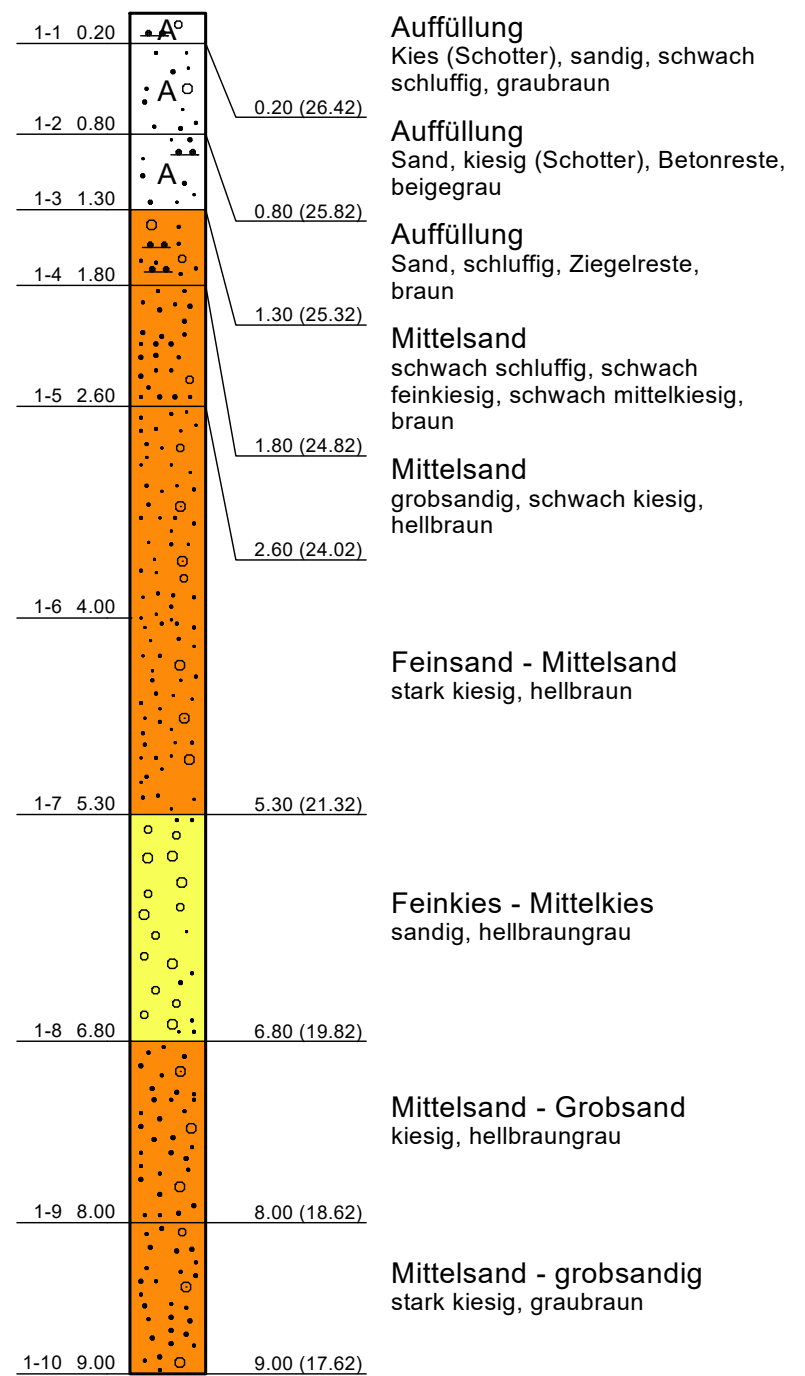 1-1 0.20
A
Auffüllung
Kies (Schotter), sandig, schwach
schluffig, graubraun
0.20 (26.42)
1-2 0.80
A
Auffüllung
Sand, kiesig (Schotter), Betonreste,
beigegrau
0.80 (25.82)
1-3 1.30
A
Auffüllung
Sand, schluffig, Ziegelreste,
braun
1.30 (25.32)
1-4 1.80
Mittelsand
schwach schluffig, schwach
feinkiesig, schwach mittelkiesig,
braun
1.80 (24.82)
1-5 2.60
Mittelsand
grobsandig, schwach kiesig,
hellbraun
2.60 (24.02)
1-6 4.00
Feinsand - Mittelsand
stark kiesig, hellbraun
1-7 5.30
5.30 (21.32)
Feinkies - Mittelkies
sandig, hellbraungrau
1-8 6.80
6.80 (19.82)
Mittelsand - Grobsand
kiesig, hellbraungrau
1-9 8.00
8.00 (18.62)
Mittelsand - grobsandig
stark kiesig, graubraun
1-10 9.00
9.00 (17.62)